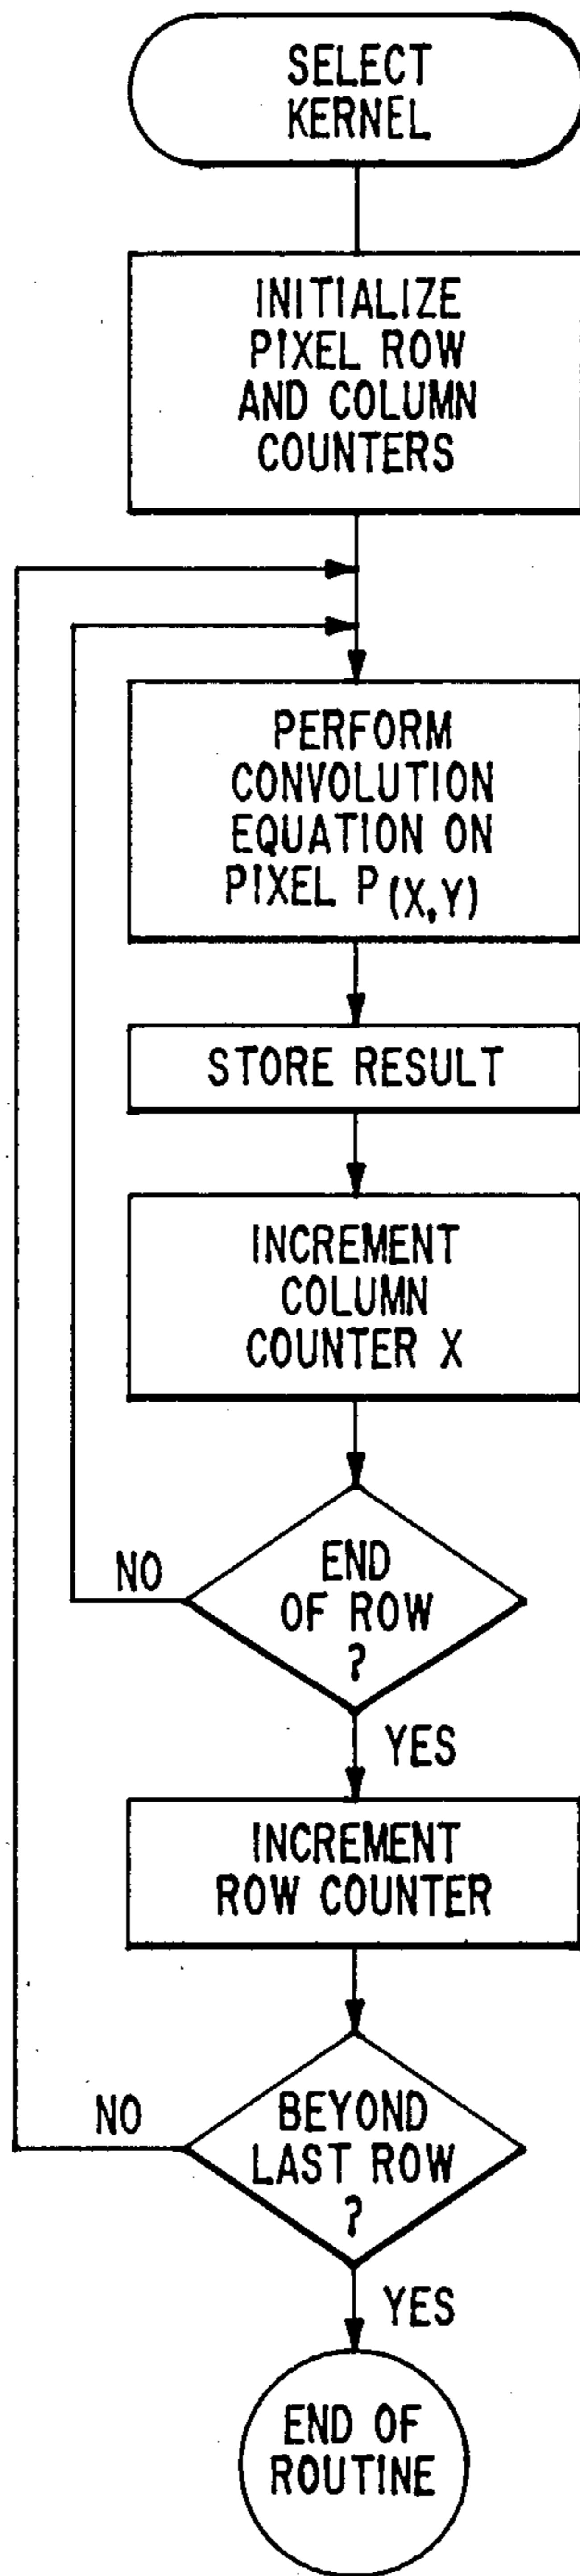 SELECT
KERNEL
INITIALIZE
PIXEL ROW
AND COLUMN
COUNTERS
PERFORM
CONVOLUTION
EQUATION ON
PIXEL P(X,Y)
STORE RESULT
INCREMENT
COLUMN
COUNTER X
END
OF ROW
?
NO
YES
INCREMENT
ROW COUNTER
BEYOND
LAST ROW
?
NO
YES
END OF
ROUTINE